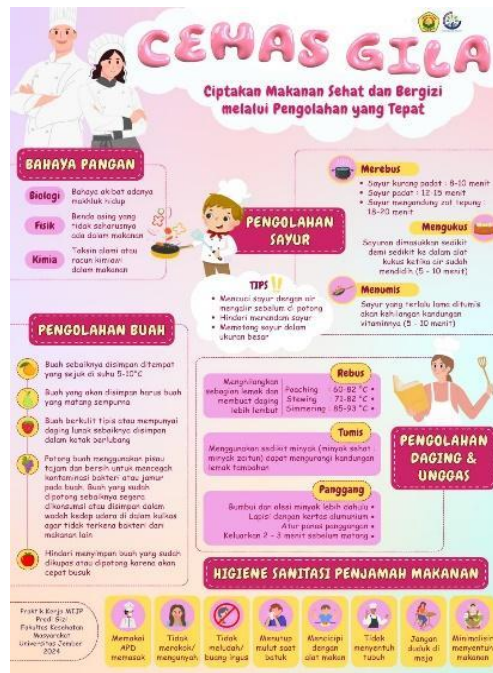 CEMAS GILA
Ciptakan Makanan Sehat dan Bergizi
melalui Pengolahan yang Tepat
BAHAYA PANGAN
Biologi
Bahaya akibat adanya
makhluk hidup
Fisik
Benda asing yang
tidak seharusnya
ada dalam makanan
Kimia
Toksin alami atau
racun kimiawi
dalam makanan
PENGOLAHAN
SAYUR
Merebus
• Sayur kurang padat : 8-10 menit
• Sayur padat : 12-15 menit
• Sayur mengandung zat tepung :
18-20 menit
Mengukus
Sayuran dimasukkan sedikit
demi sedikit ke dalam alat
kukus ketika air sudah
mendidih (5 - 10 menit)
Menumis
Sayur yang terlalu lama ditumis
akan kehilangan kandungan
vitaminnya (5 - 10 menit)
TIPS !!
• Mencuci sayur dengan air
mengalir sebelum di potong
• Hindari merendam sayur
• Memotong sayur dalam
ukuran besar
PENGOLAHAN BUAH
Buah sebaiknya disimpan ditempat
yang sejuk di suhu 5-10°C
Buah yang akan disimpan harus buah
yang matang sempurna
Buah berkulit tipis atau mempunyai
daging lunak sebaiknya disimpan
dalam kotak berlubang
Potong buah menggunakan pisau
tajam dan bersih untuk mencegah
kontaminasi bakteri atau jamur
pada buah. Buah yang sudah
dipotong sebaiknya segera
dikonsumsi atau disimpan dalam
wadah kedap udara di dalam kulkas
agar tidak terkena bakteri dari
makanan lain
Hindari menyimpan buah yang sudah
dikupas atau dipotong karena akan
cepat busuk
PENGOLAHAN
DAGING &
UNGGAS
Rebus
Menghilangkan
sebagian lemak dan
membuat daging
lebih lembut
Poaching : 60-82 °C •
Stewing : 71-82 °C •
Simmering : 85-93 °C •
Tumis
Menggunakan sedikit minyak (minyak sehat
minyak zaitun) dapat mengurangi kandungan
lemak tambahan
Panggang
Bumbui dan olesi minyak lebih dahulu •
Lapisi dengan kertas alumunium •
Atur panas panggangan •
Keluarkan 2 - 3 menit sebelum matang •
HIGIENE SANITASI PENJAMAH MAKANAN
Praktik Kerja MIJP
Prodi Gizi
Fakultas Kesehatan
Masyarakat
Universitas Jember
2024
Memakai
APD
memasak
Tidak
merokok/
mengunyah
Tidak
meludah/
buang ingus
Menutup
mulut saat
batuk
Mencicipi
dengan
alat makan
Tidak
menyentuh
tubuh
Jangan
duduk di
meja
Minimalisir
menyentuh
makanan